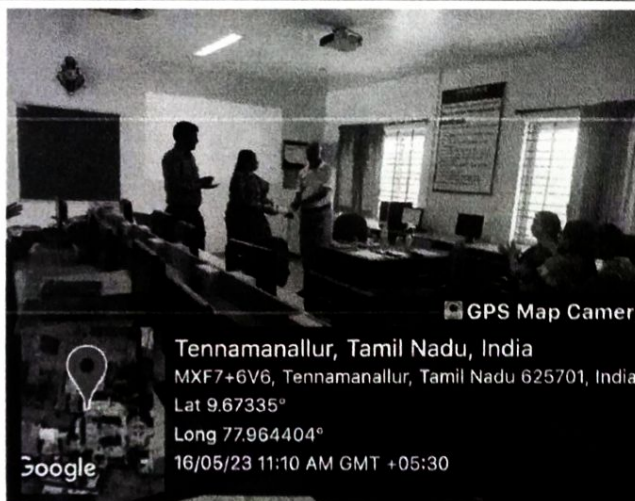 GPS Map Camer
Tennamanallur, Tamil Nadu, India
MXF7+6V6, Tennamanallur, Tamil Nadu 625701, India
Lat 9.67335°
Long 77.964404°
16/05/23 11:10 AM GMT +05:30
Google